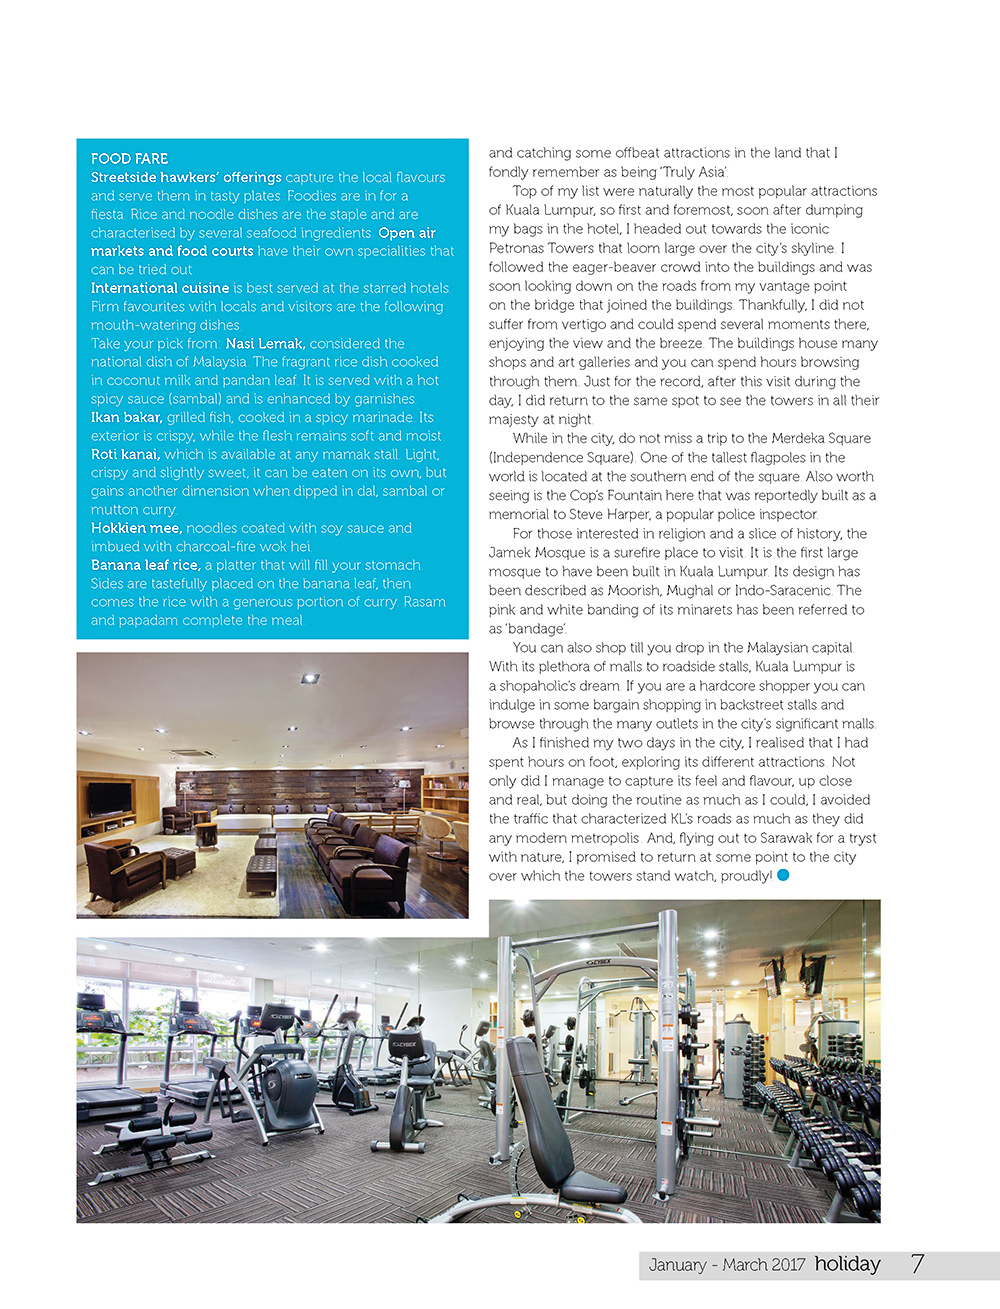 FOOD FARE
Streetside hawkers' offerings capture the local flavours
and serve them in tasty plates. Foodies are in for a
fiesta. Rice and noodle dishes are the staple and are
characterised by several seafood ingredients. Open air
markets and food courts have their own specialities that
can be tried out.
International cuisine is best served at the starred hotels.
Firm favourites with locals and visitors are the following
mouth-watering dishes.
Take your pick from: Nasi Lemak, considered the
national dish of Malaysia. The fragrant rice dish cooked
in coconut milk and pandan leaf. It is served with a hot
spicy sauce (sambal) and is enhanced by garnishes.
Ikan bakar, grilled fish, cooked in a spicy marinade. Its
exterior is crispy, while the flesh remains soft and moist.
Roti kanai, which is available at any mamak stall. Light,
crispy and slightly sweet, it can be eaten on its own, but
gains another dimension when dipped in dal, sambal or
mutton curry.
Hokkien mee, noodles coated with soy sauce and
imbued with charcoal-fire wok hei.
Banana leaf rice, a platter that will fill your stomach.
Sides are tastefully placed on the banana leaf, then
comes the rice with a generous portion of curry. Rasam
and papadam complete the meal.
and catching some offbeat attractions in the land that I
fondly remember as being 'Truly Asia'.
Top of my list were naturally the most popular attractions
of Kuala Lumpur, so first and foremost, soon after dumping
my bags in the hotel, I headed out towards the iconic
Petronas Towers that loom large over the city's skyline. I
followed the eager-beaver crowd into the buildings and was
soon looking down on the roads from my vantage point
on the bridge that joined the buildings. Thankfully, I did not
suffer from vertigo and could spend several moments there,
enjoying the view and the breeze. The buildings house many
shops and art galleries and you can spend hours browsing
through them. Just for the record, after this visit during the
day, I did return to the same spot to see the towers in all their
majesty at night.
While in the city, do not miss a trip to the Merdeka Square
(Independence Square). One of the tallest flagpoles in the
world is located at the southern end of the square. Also worth
seeing is the Cop's Fountain here that was reportedly built as a
memorial to Steve Harper, a popular police inspector.
For those interested in religion and a slice of history, the
Jamek Mosque is a surefire place to visit. It is the first large
mosque to have been built in Kuala Lumpur. Its design has
been described as Moorish, Mughal or Indo-Saracenic. The
pink and white banding of its minarets has been referred to
as 'bandage'.
You can also shop till you drop in the Malaysian capital.
With its plethora of malls to roadside stalls, Kuala Lumpur is
a shopaholic's dream. If you are a hardcore shopper you can
indulge in some bargain shopping in backstreet stalls and
browse through the many outlets in the city's significant malls.
As I finished my two days in the city, I realised that I had
spent hours on foot, exploring its different attractions. Not
only did I manage to capture its feel and flavour, up close
and real, but doing the routine as much as I could, I avoided
the traffic that characterized KL's roads as much as they did
any modern metropolis. And, flying out to Sarawak for a tryst
with nature, I promised to return at some point to the city
over which the towers stand watch, proudly!
CYBEX
CYBEX
January - March 2017 holiday 7